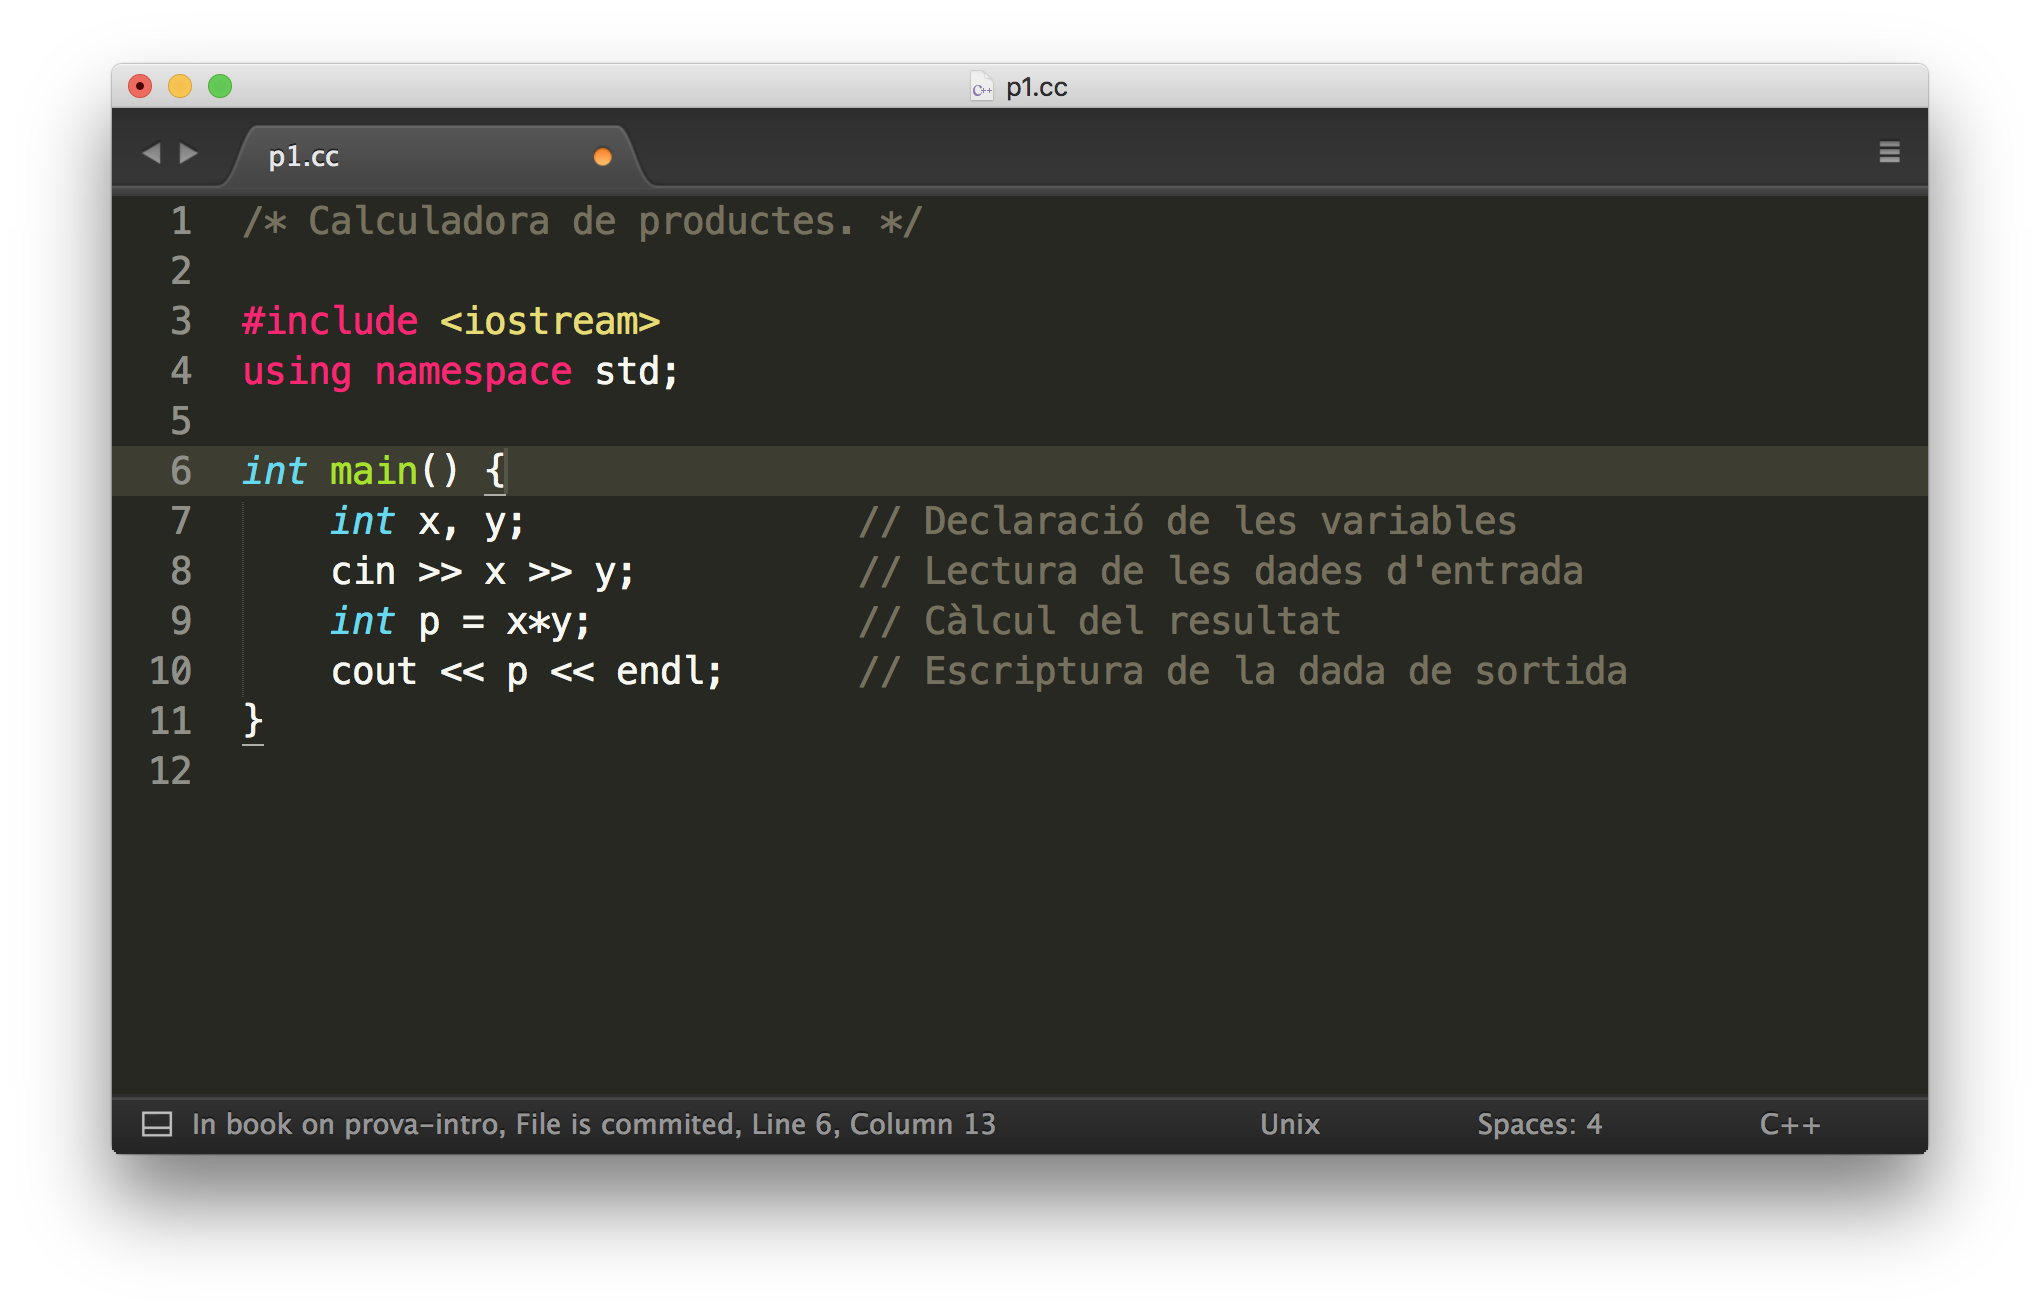 C++ p1.cc
p1.cc
1 /* Calculadora de productes. */
2
3 #include <iostream>
4 using namespace std;
5
6 int main() {
7     int x, y;               // Declaració de les variables
8     cin >> x >> y;          // Lectura de les dades d'entrada
9     int p = x*y;            // Càlcul del resultat
10     cout << p << endl;      // Escriptura de la dada de sortida
11 }
12
In book on prova-intro, File is commited, Line 6, Column 13 Unix Spaces: 4 C++